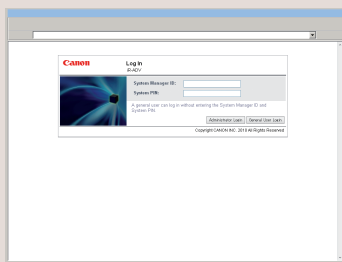 Canon
Log In
iR-ADV
System Manager ID:
System PIN:
A general user can log in without entering the System Manager ID and
System PIN.
Administrator Login
General User Login
Copyright CANON INC. 2010 All Rights Reserved